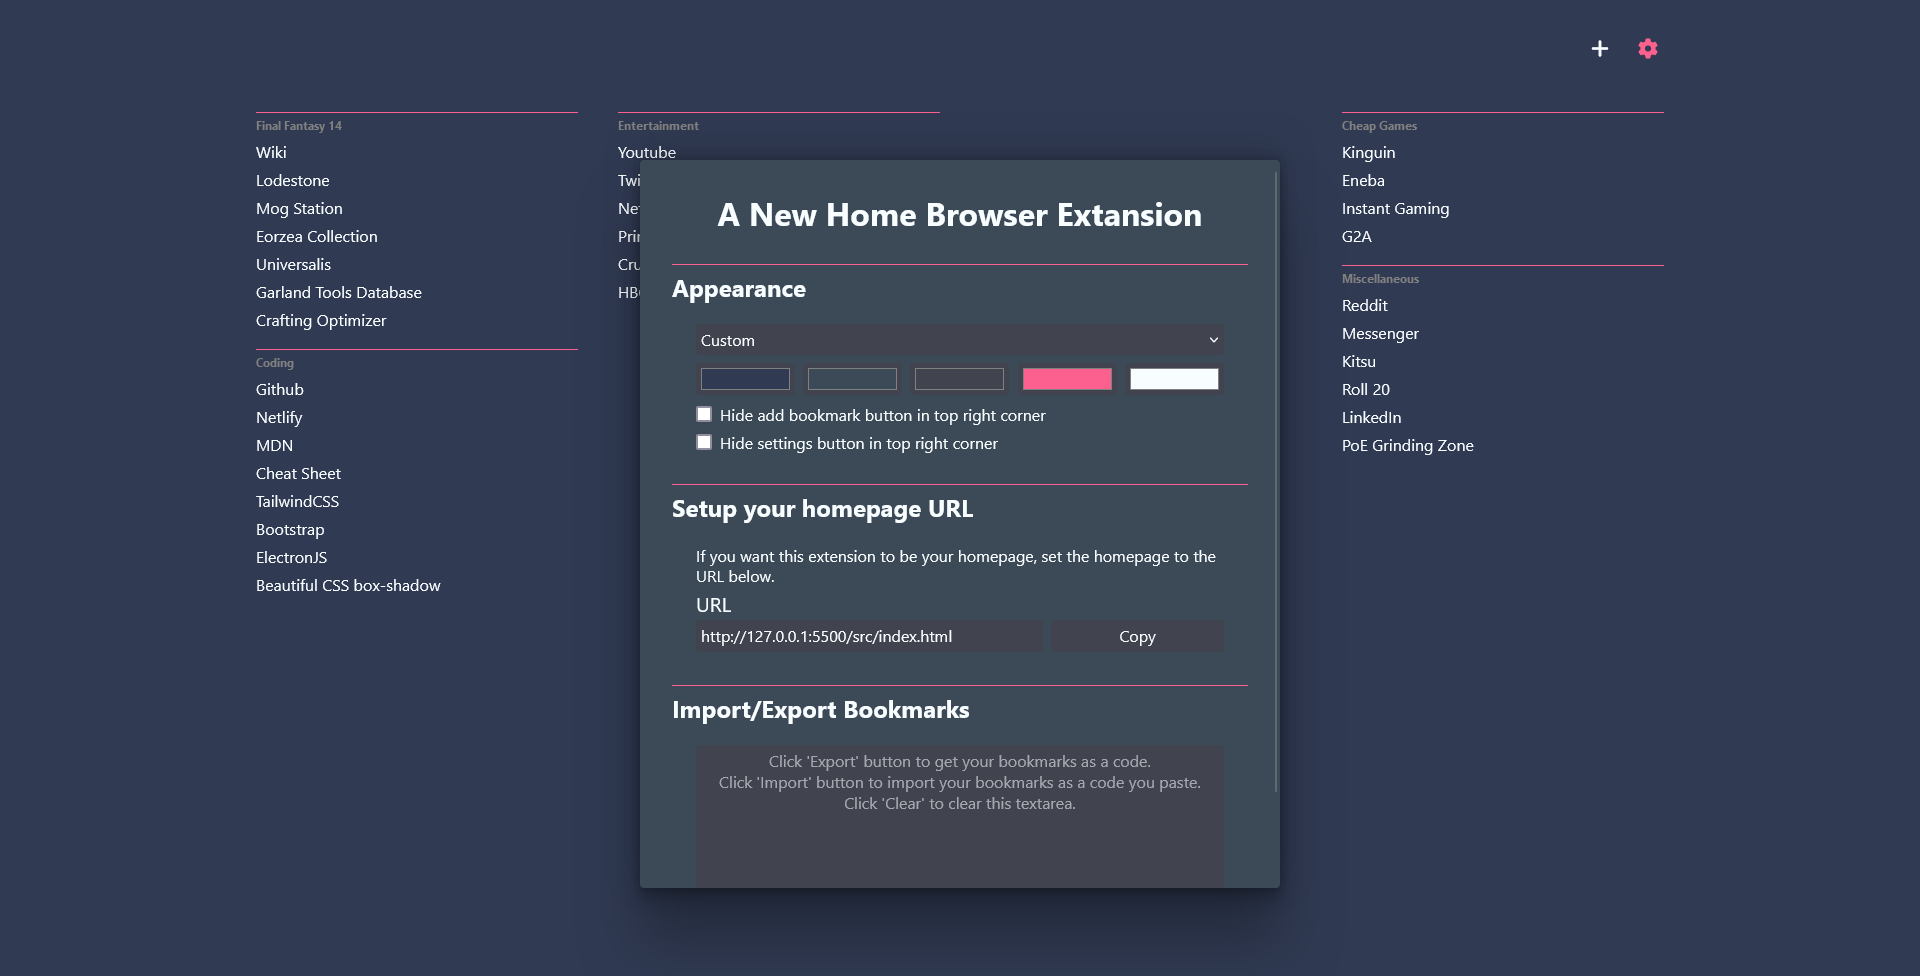 Final Fantasy 14
Wiki
Lodestone
Mog Station
Eorzea Collection
Universalis
Garland Tools Database
Crafting Optimizer
Coding
Github
Netlify
MDN
Cheat Sheet
TailwindCSS
Bootstrap
ElectronJS
Beautiful CSS box-shadow
Entertainment
Youtube
A New Home Browser Extansion
Appearance
Custom
Hide add bookmark button in top right corner
Hide settings button in top right corner
Setup your homepage URL
If you want this extension to be your homepage, set the homepage to the
URL below.
URL
http://127.0.0.1:5500/src/index.html
Copy
Import/Export Bookmarks
Click 'Export' button to get your bookmarks as a code.
Click 'Import' button to import your bookmarks as a code you paste.
Click 'Clear' to clear this textarea.
Cheap Games
Kinguin
Eneba
Instant Gaming
G2A
Miscellaneous
Reddit
Messenger
Kitsu
Roll 20
LinkedIn
PoE Grinding Zone